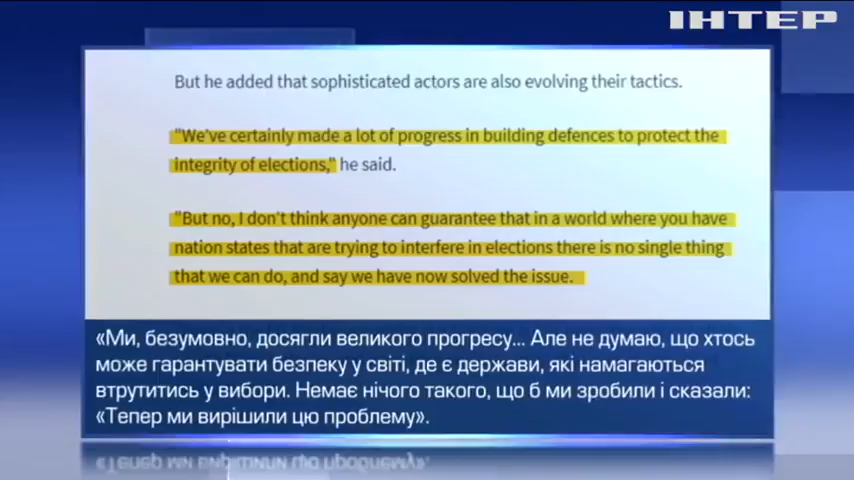 ІНТЕР
But he added that sophisticated actors are also evolving their tactics.
"We've certainly made a lot of progress in building defences to protect the
integrity of elections," he said.
"But no, I don't think anyone can guarantee that in a world where you have
nation states that are trying to interfere in elections there is no single thing
that we can do, and say we have now solved the issue.
«Ми, безумовно, досягли великого прогресу... Але не думаю, що хтось
може гарантувати безпеку у світі, де є держави, які намагаються
втрутитись у вибори. Немає нічого такого, що б ми зробили і сказали:
«Тепер ми вирішили цю проблему».